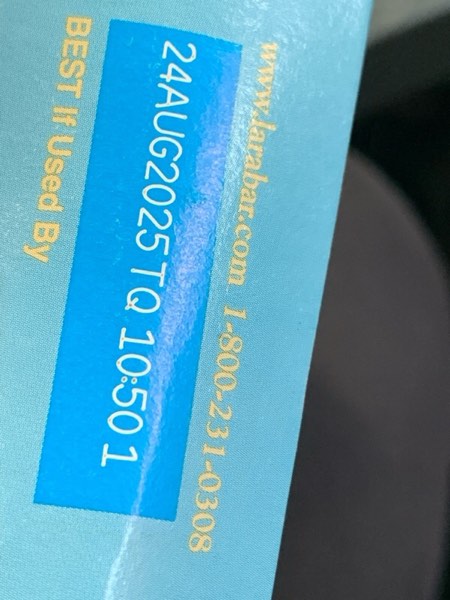 www.larabar.com 1-800-231-0308
24AUG2025 TQ 10:50 1
BEST If Used By